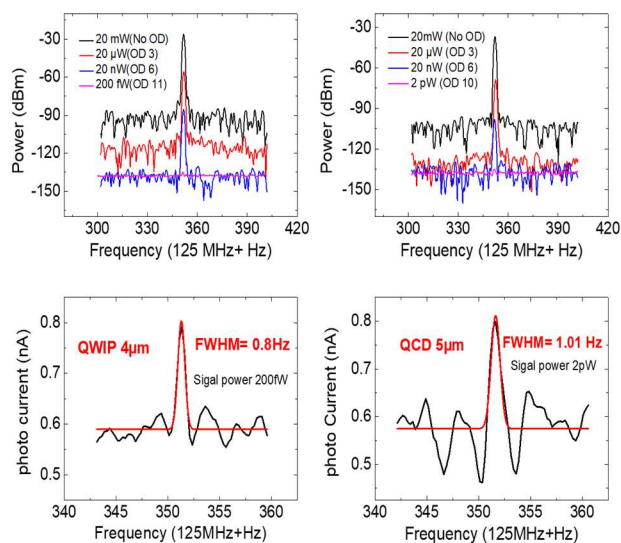 20 mW(No OD)
20 µW(OD 3)
20 nW(OD 6)
200 fW(OD 11)
Power (dBm)
-30
-60
-90
-120
-150
300 330 360 390 420
Frequency (125 MHz+ Hz)
20mW(No OD)
20 µW (OD 3)
20 nW (OD 6)
2 pW (OD 10)
Power (dBm)
-30
-60
-90
-120
-150
300 330 360 390 420
Frequency (125 MHz+ Hz)
QWIP 4µm
FWHM= 0.8Hz
Sigal power 200fW
photo Current (nA)
0.8
0.7
0.6
0.5
340 345 350 355 360
Frequency (125MHz+Hz)
QCD 5µm
FWHM= 1.01 Hz
Sigal power 2pW
photo Current (nA)
0.8
0.7
0.6
0.5
340 345 350 355 360
Frequency (125MHz+Hz)